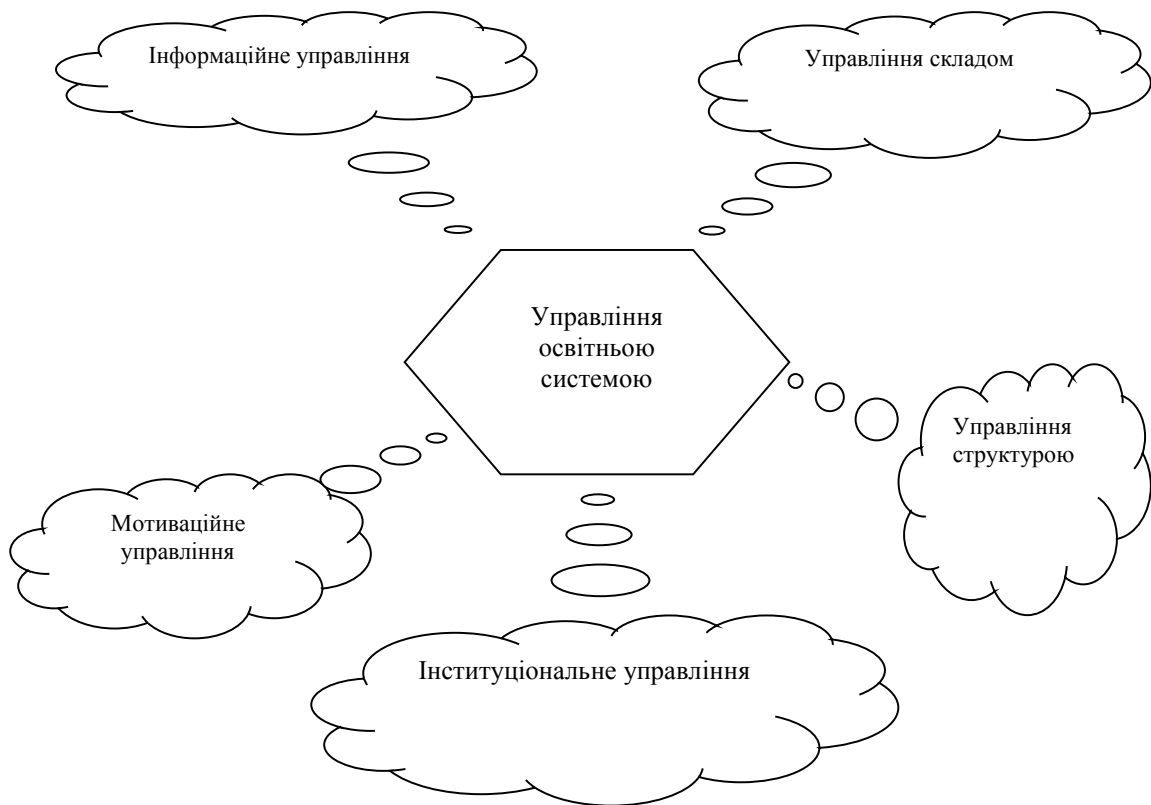 Інформаційне управління
Управління складом
Управління
освітньою
системою
Управління
структурою
Мотиваційне
управління
Інституціональне управління